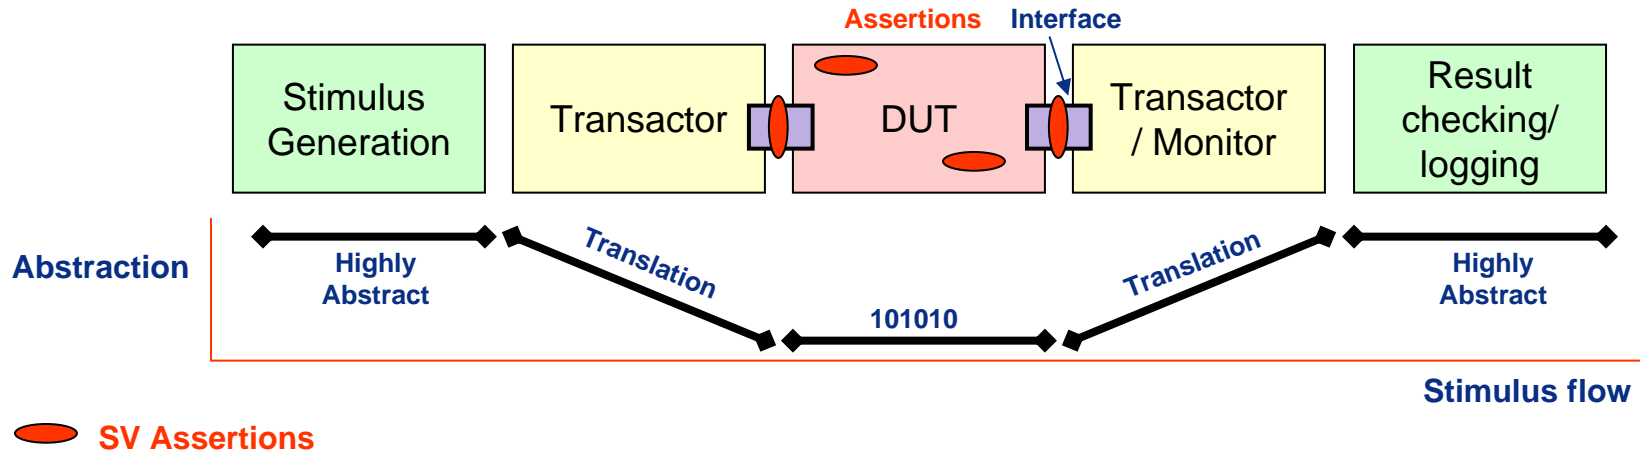 Assertions
Interface
Stimulus
Generation
Transactor
DUT
Transactor
/ Monitor
Result
checking/
logging
Abstraction
Highly
Abstract
Translation
101010
Translation
Highly
Abstract
Stimulus flow
SV Assertions